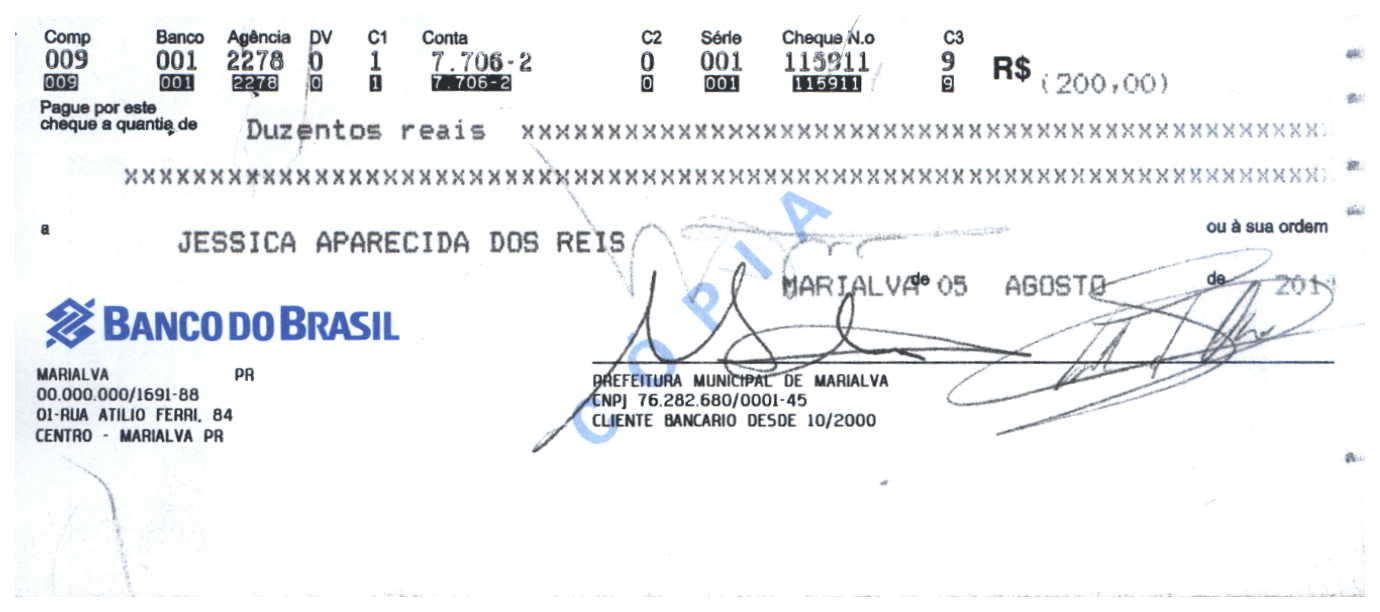 Comp Banco Agência DV C1 Conta C2 Série Cheque N.o C3
009 001 2278 0 1 7.706-2 0 001 115911 9 R$ (200,00)
009 001 2278 0 1 7.706-2 0 001 115911 9
Pague por este
cheque a quantia de Duzentos reais xxxxxxxxxxxxxxxxxxxxxxxxxxxxxxxxxxxxxxxxxxxxxx
xxxxxxxxxxxxxxxxxxxxxxxxxxxxxxxxxxxxxxxxxxxxxxxxxxxxxxxxxxxxxxxxxxxx
a JESSICA APARECIDA DOS REIS ou à sua ordem
MARIALVA de 05 AGOSTO de
BANCO DO BRASIL
MARIALVA PR
00.000.000/1691-88
01-RUA ATILIO FERRI, 84
CENTRO - MARIALVA PR
PREFEITURA MUNICIPAL DE MARIALVA
CNPJ 76.282.680/0001-45
CLIENTE BANCARIO DESDE 10/2000
CÓPIA